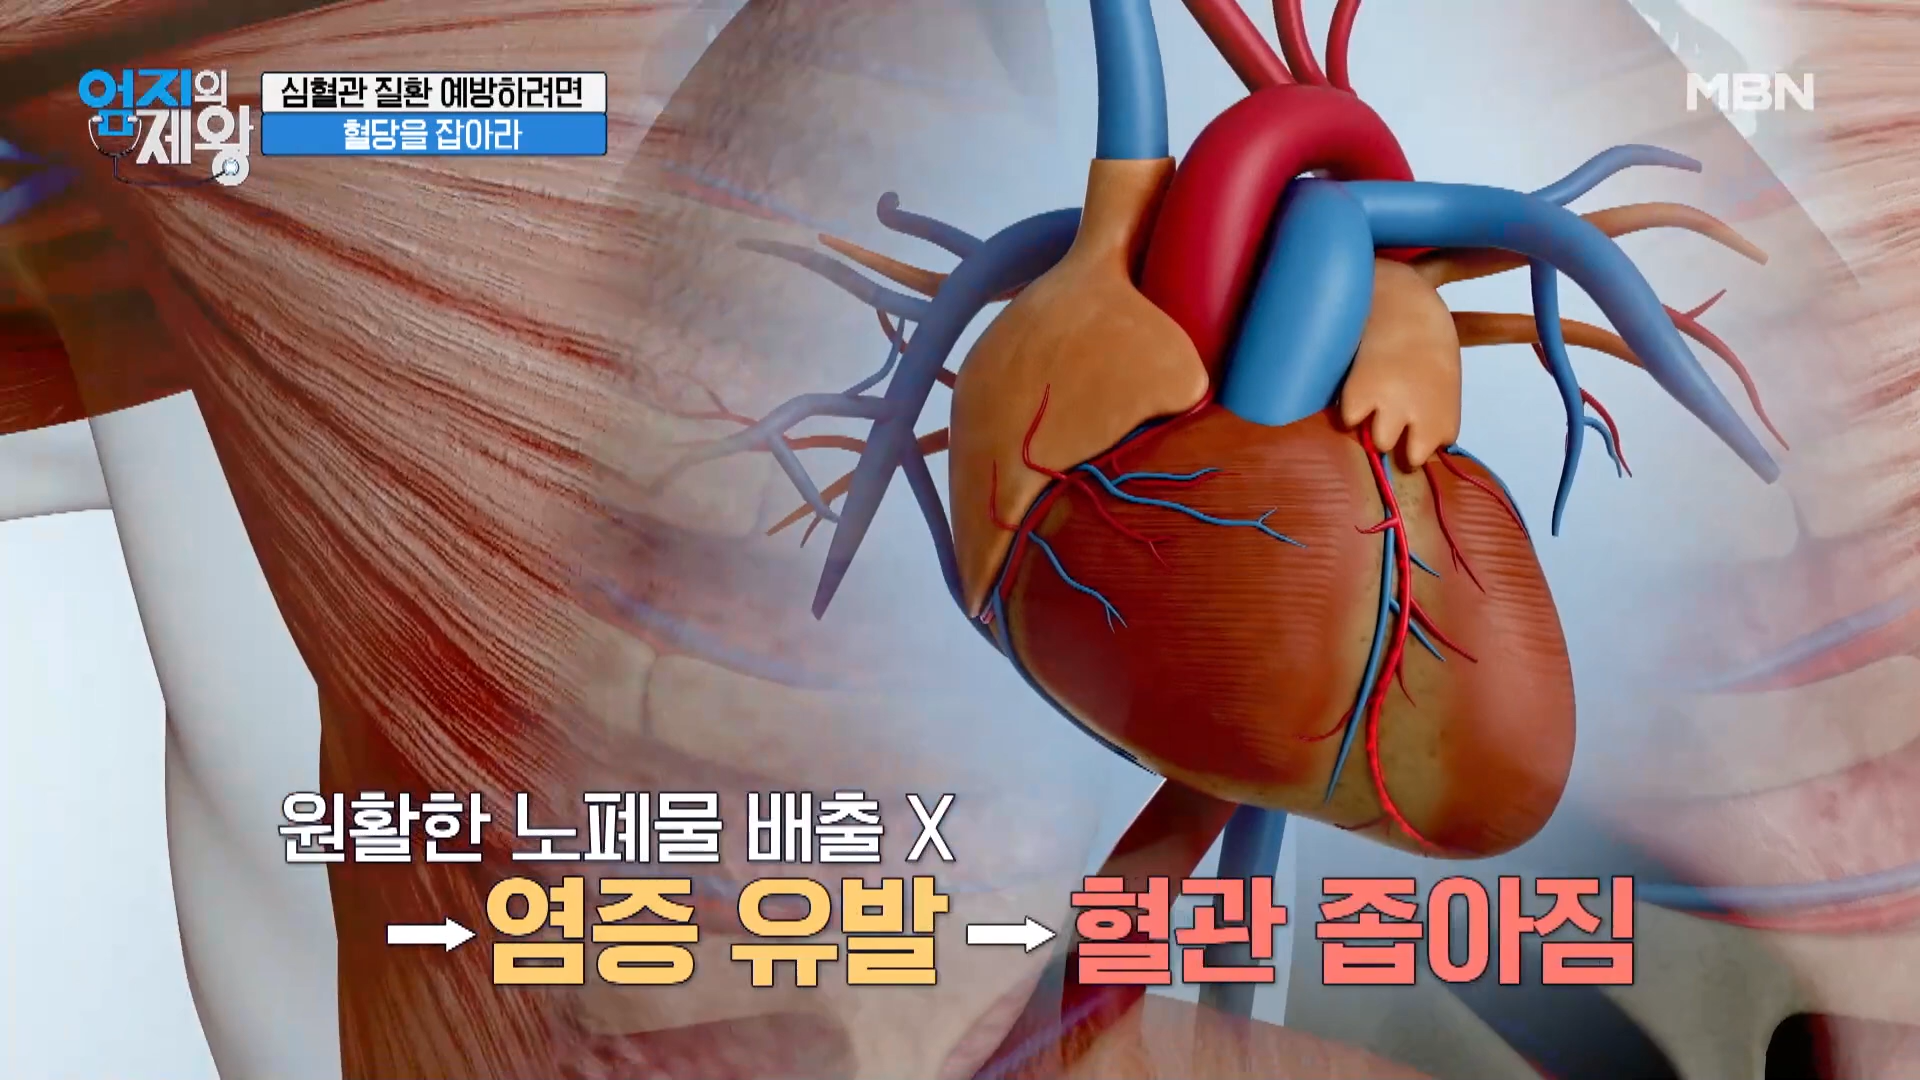 엄지의 제왕
심혈관 질환 예방하려면
혈당을 잡아라
MBN
원활한 노폐물 배출 X
→염증 유발→혈관 좁아짐